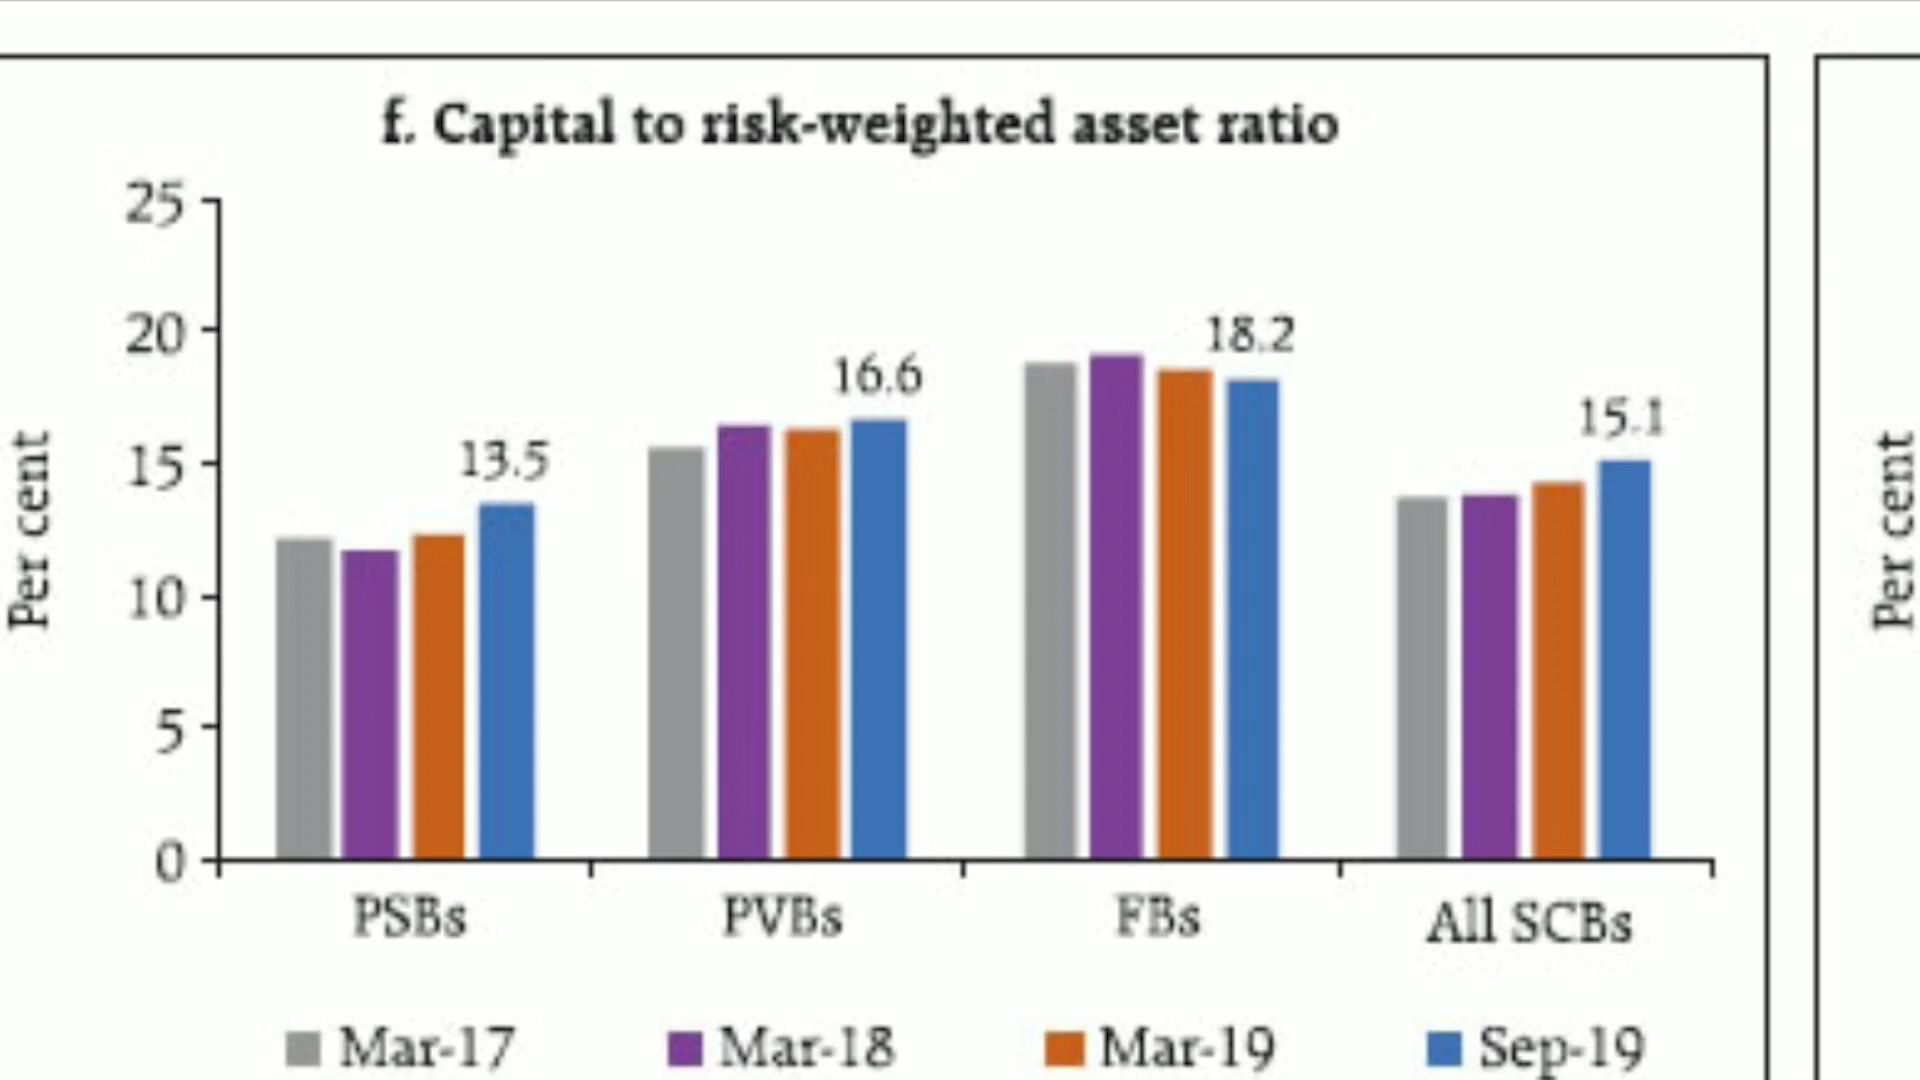 f. Capital to risk-weighted asset ratio
25
20
15
10
5
0
Per cent
13.5
16.6
18.2
15.1
PSBs
PVBs
FBs
All SCBs
Mar-17
Mar-18
Mar-19
Sep-19
Per cent